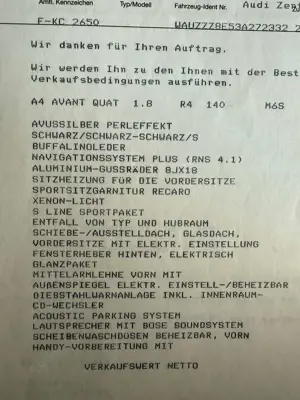 Amtl. Kennzeichen Typ/Modell Fahrzeug-Ident Nr. Audi Zen
F-KC 2650 WAUZZZ8E53A272332
Wir danken für Ihren Auftrag.
Wir werden Ihn zu den Ihnen mit der Best
Verkaufsbedingungen ausführen.
A4 AVANT QUAT 1.8 R4 140 M6S
AVUSSILBER PERLEFFEKT
SCHWARZ/SCHWARZ-SCHWARZ/S
BUFFALINOLEDER
NAVIGATIONSSYSTEM PLUS (RNS 4.1)
ALUMINIUM-GUSSRÄDER 8JX18
SITZHEIZUNG FÜR DIE VORDERSITZE
SPORTSITZGARNITUR RECARO
XENON-LICHT
S LINE SPORTPAKET
ENTFALL VON TYP UND HUBRAUM
SCHIEBE-/AUSSTELLDACH, GLASDACH,
VORDERSITZE MIT ELEKTR. EINSTELLUNG
FENSTERHEBER HINTEN, ELEKTRISCH
GLANZPAKET
MITTELARMLEHNE VORN MIT
AUßENSPIEGEL ELEKTR. EINSTELL-/BEHEIZBAR
DIEBSTAHLWARNANLAGE INKL. INNENRAUM-
CD-WECHSLER
ACOUSTIC PARKING SYSTEM
LAUTSPRECHER MIT BOSE SOUNDSYSTEM
SCHEIBENWASCHDÜSEN BEHEIZBAR, VORN
HANDY-VORBEREITUNG MIT
VERKAUFSWERT NETTO